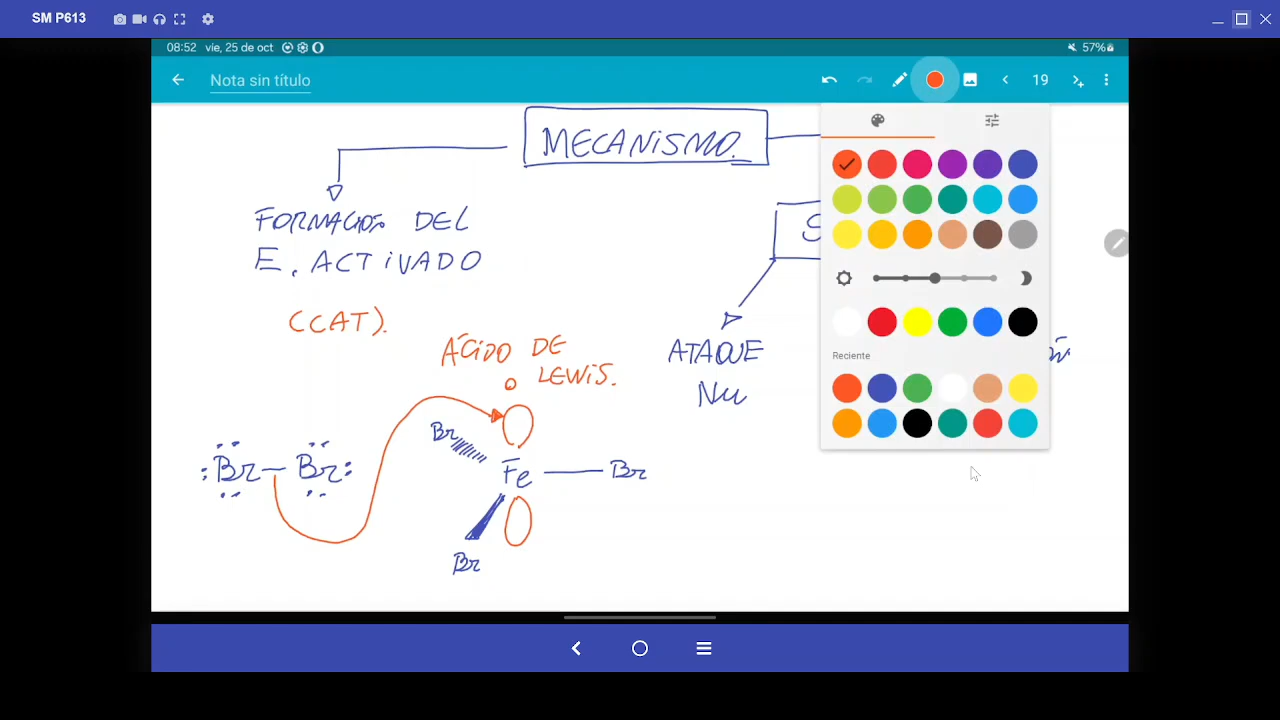 SM P613
08:52 vie, 25 de oct
57%
Nota sin título
19
MECANISMO.
FORMACIÓN DEL
E. ACTIVADO
(CAT).
S
ATAQUE
Nu
Reciente
ÁCIDO DE
LEWIS.
Br
:Br—Br:
Fe — Br
Br